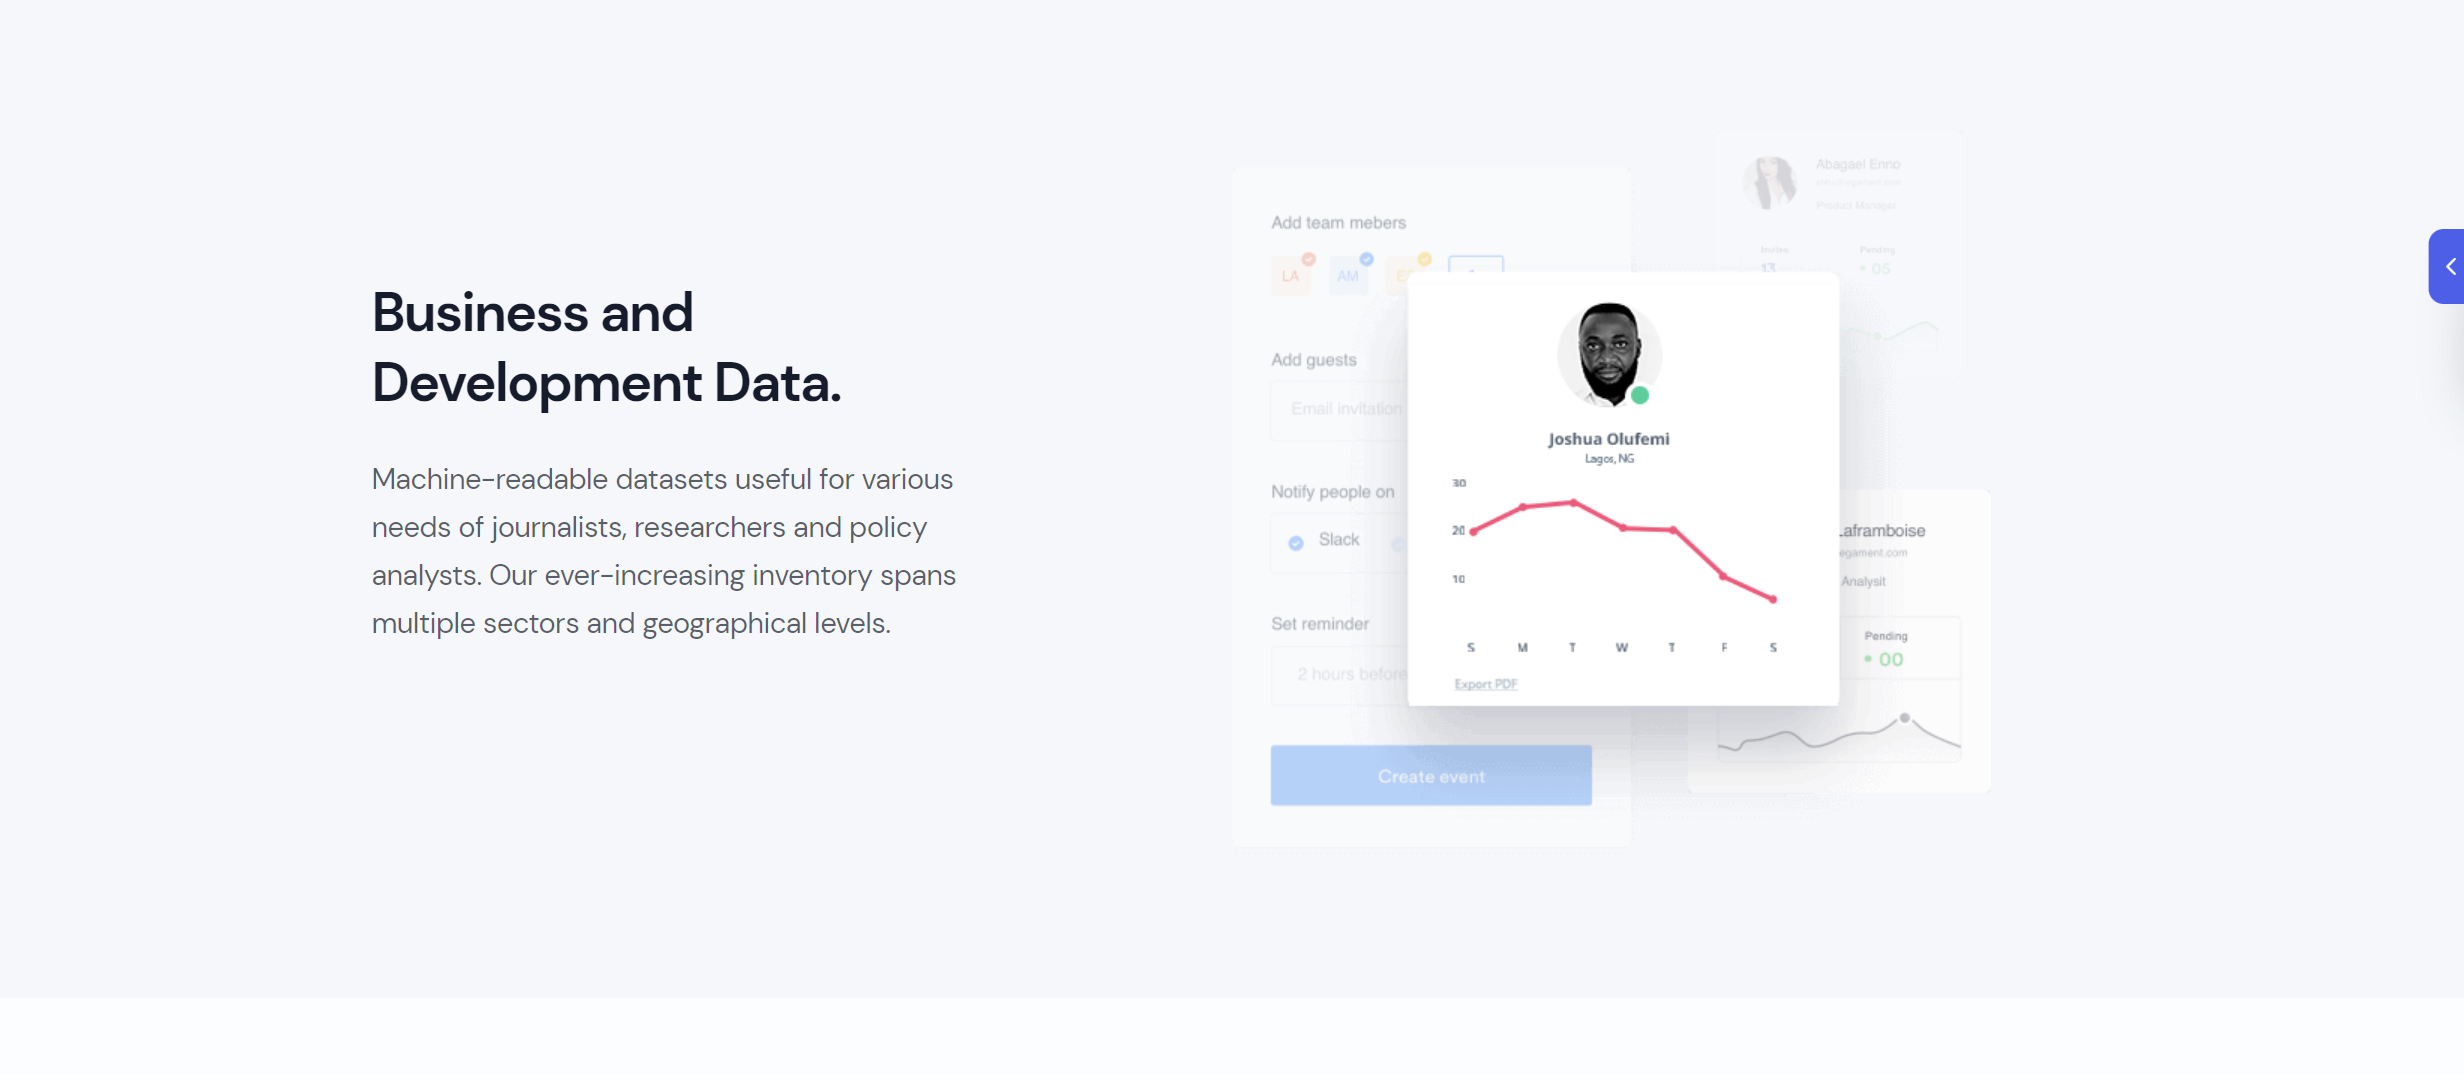 Business and
Development Data.
Machine-readable datasets useful for various
needs of journalists, researchers and policy
analysts. Our ever-increasing inventory spans
multiple sectors and geographical levels.
Add team mebers
LA AM
Add guests
Email invitation
Notify people on
Slack
Set reminder
2 hours before
Create event
Abagael Enno
Product Manager
Invites Pending
13 05
Joshua Olufemi
Lagos, NG
30
20
10
S M T W T F S
Export PDF
Laframboise
egament.com
Analysit
Pending
00